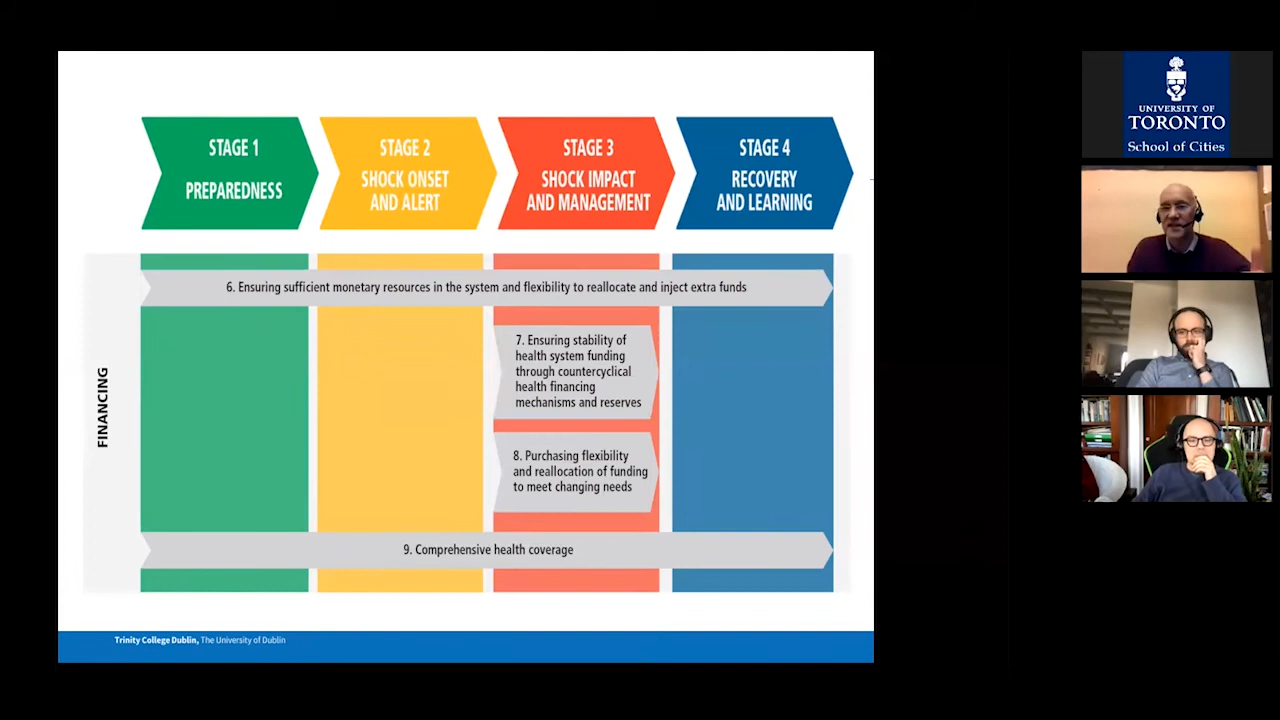 STAGE 1
PREPAREDNESS
STAGE 2
SHOCK ONSET
AND ALERT
STAGE 3
SHOCK IMPACT
AND MANAGEMENT
STAGE 4
RECOVERY
AND LEARNING
FINANCING
6. Ensuring sufficient monetary resources in the system and flexibility to reallocate and inject extra funds
7. Ensuring stability of
health system funding
through countercyclical
health financing
mechanisms and reserves
8. Purchasing flexibility
and reallocation of funding
to meet changing needs
9. Comprehensive health coverage
Trinity College Dublin, The University of Dublin
UNIVERSITY OF
TORONTO
School of Cities